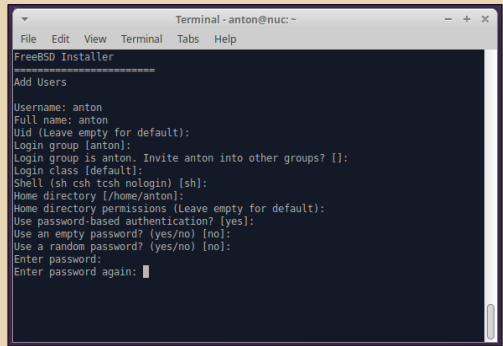 Terminal - anton@nuc: ~
File Edit View Terminal Tabs Help
FreeBSD Installer
========================
Add Users
Username: anton
Full name: anton
Uid (Leave empty for default):
Login group [anton]:
Login group is anton. Invite anton into other groups? []:
Login class [default]:
Shell (sh csh tcsh nologin) [sh]:
Home directory [/home/anton]:
Home directory permissions (Leave empty for default):
Use password-based authentication? [yes]:
Use an empty password? (yes/no) [no]:
Use a random password? (yes/no) [no]:
Enter password:
Enter password again: